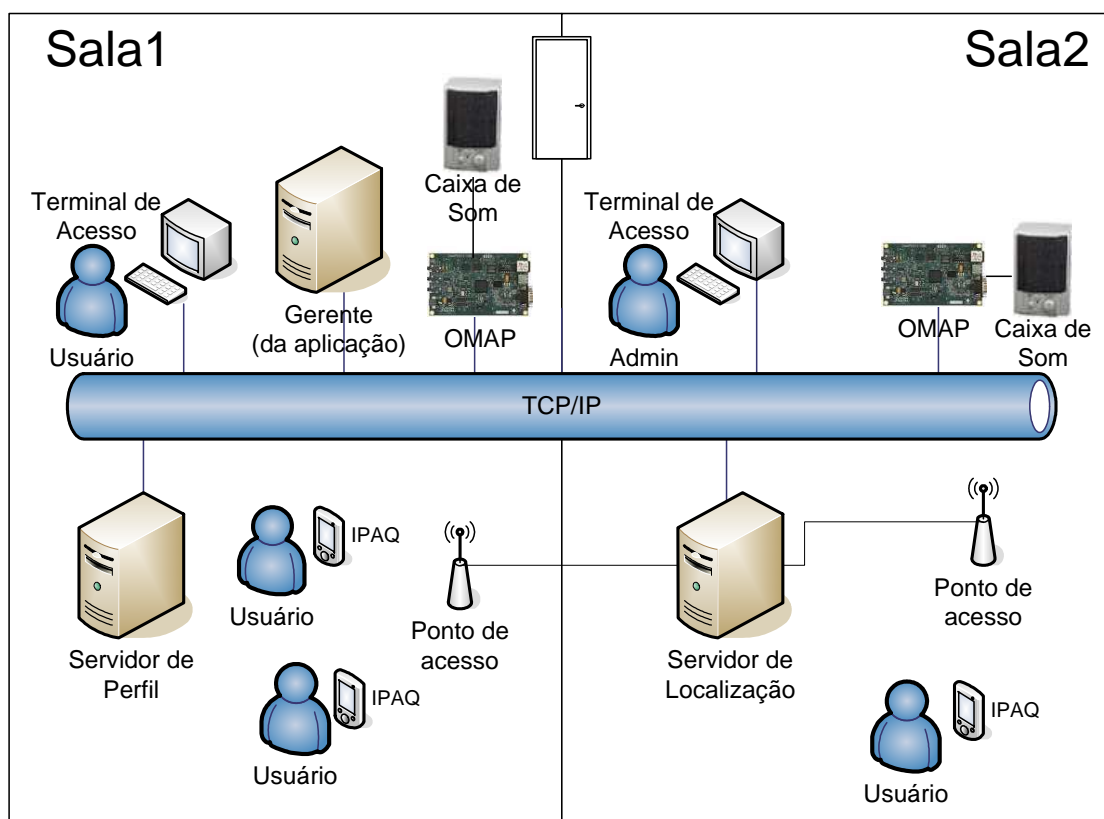 Sala1
Sala2
Caixa de
Som
Terminal de
Acesso
Usuário
Gerente
(da aplicação)
OMAP
Terminal de
Acesso
Admin
OMAP
Caixa de
Som
TCP/IP
Servidor de
Perfil
IPAQ
Usuário
IPAQ
Usuário
Ponto de
acesso
Servidor de
Localização
Ponto de
acesso
IPAQ
Usuário